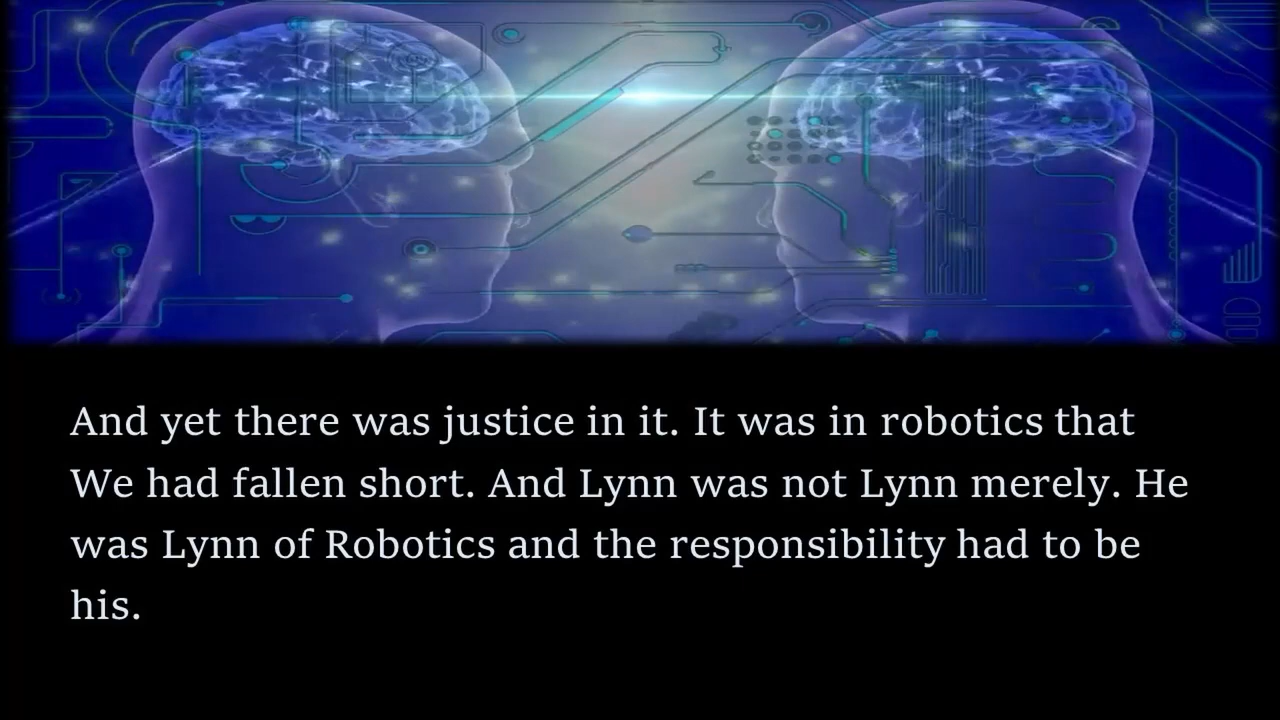 And yet there was justice in it. It was in robotics that
We had fallen short. And Lynn was not Lynn merely. He
was Lynn of Robotics and the responsibility had to be
his.